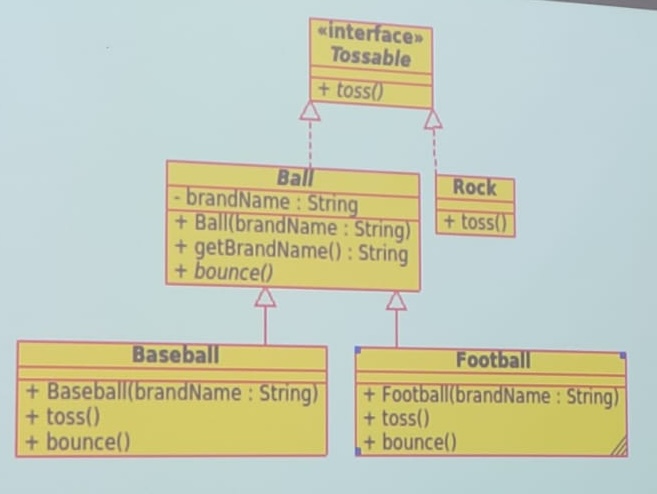 «interface»
Tossable
+ toss()
Ball
- brandName : String
+ Ball(brandName : String)
+ getBrandName() : String
+ bounce()
Rock
+ toss()
Baseball
+ Baseball(brandName : String)
+ toss()
+ bounce()
Football
+ Football(brandName : String)
+ toss()
+ bounce()